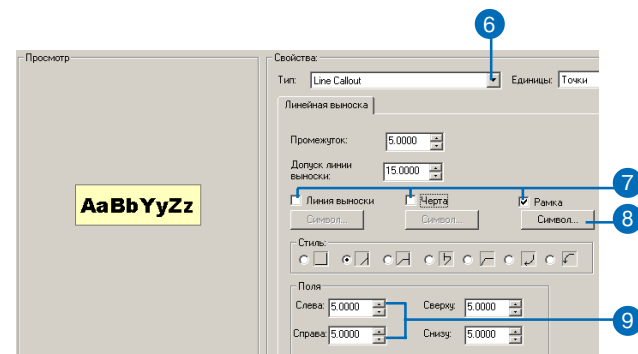 6
Просмотр
Свойства:
Тип: Line Callout Единицы: Точки
Линейная выноска
Промежуток: 5.0000
Допуск линии
выноски: 15.0000
7
Линия выноски Черта Рамка
AaBbYyZz
Символ... Символ... Символ... 8
Стиль:
Поля
Слева: 5.0000 Сверху: 5.0000
9
Справа: 5.0000 Снизу: 5.0000